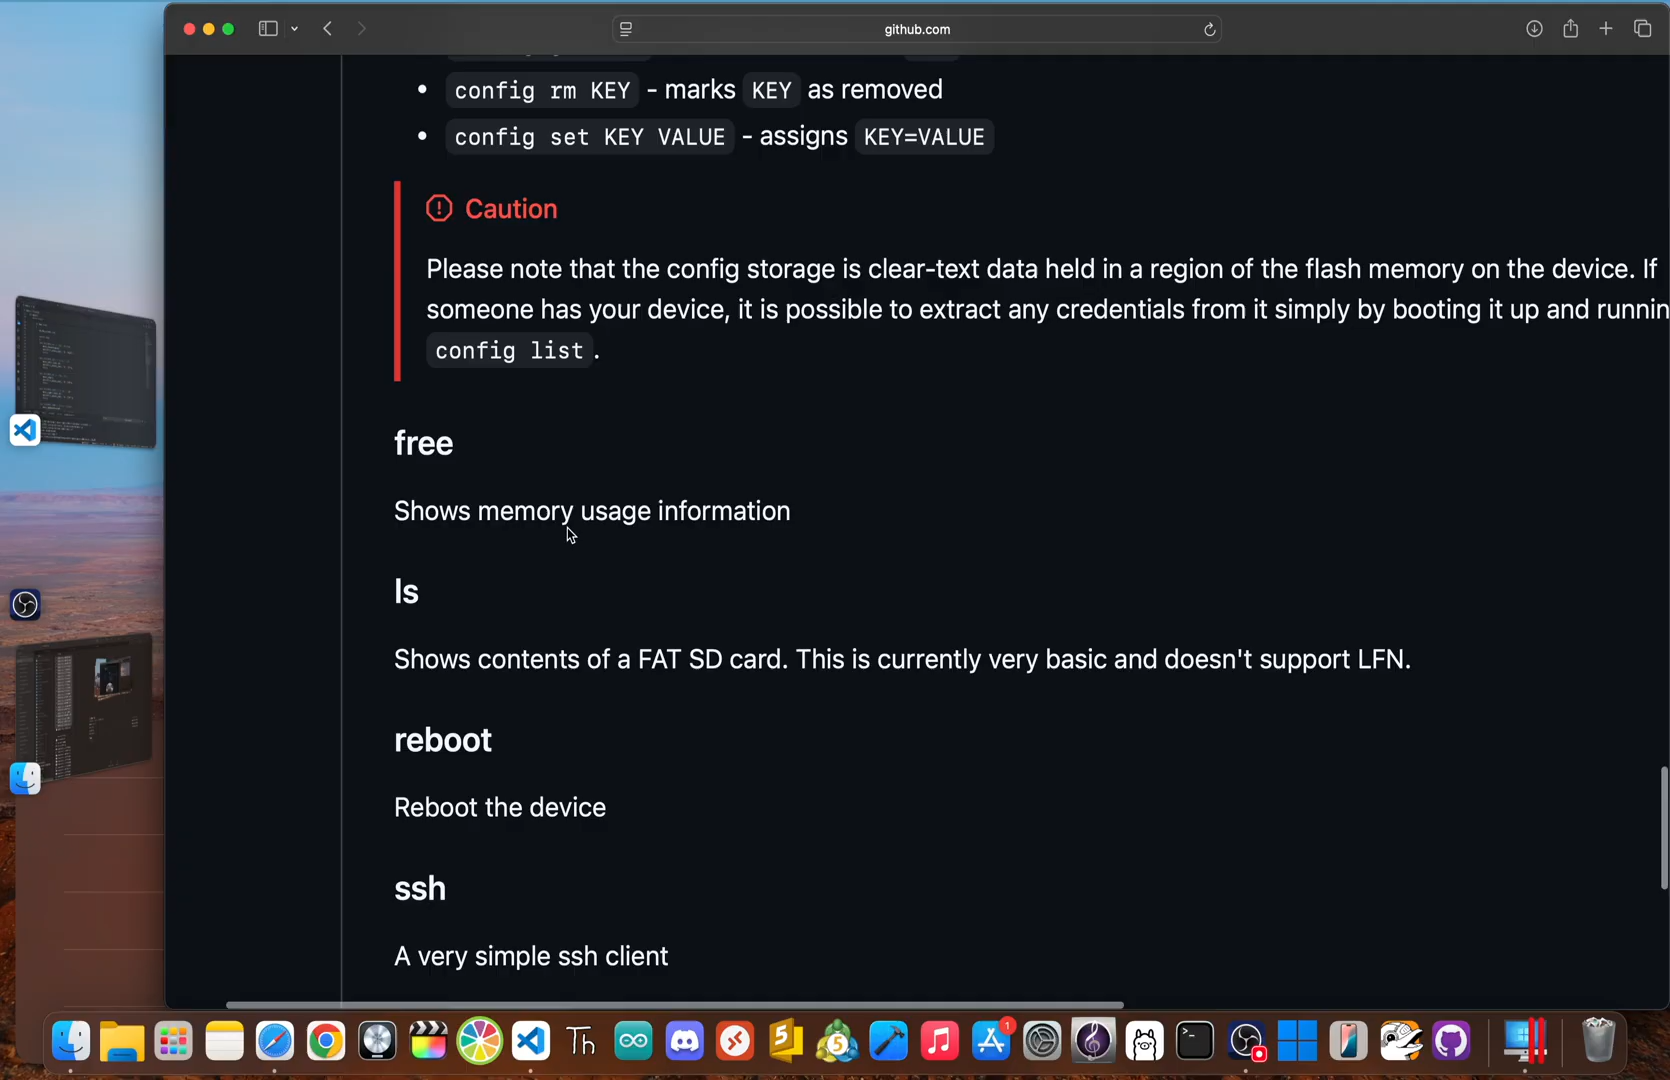 github.com
• config rm KEY - marks KEY as removed
• config set KEY VALUE - assigns KEY=VALUE
Caution
Please note that the config storage is clear-text data held in a region of the flash memory on the device. If
someone has your device, it is possible to extract any credentials from it simply by booting it up and runnin
config list.
free
Shows memory usage information
ls
Shows contents of a FAT SD card. This is currently very basic and doesn't support LFN.
reboot
Reboot the device
ssh
A very simple ssh client
Th
5
5
1